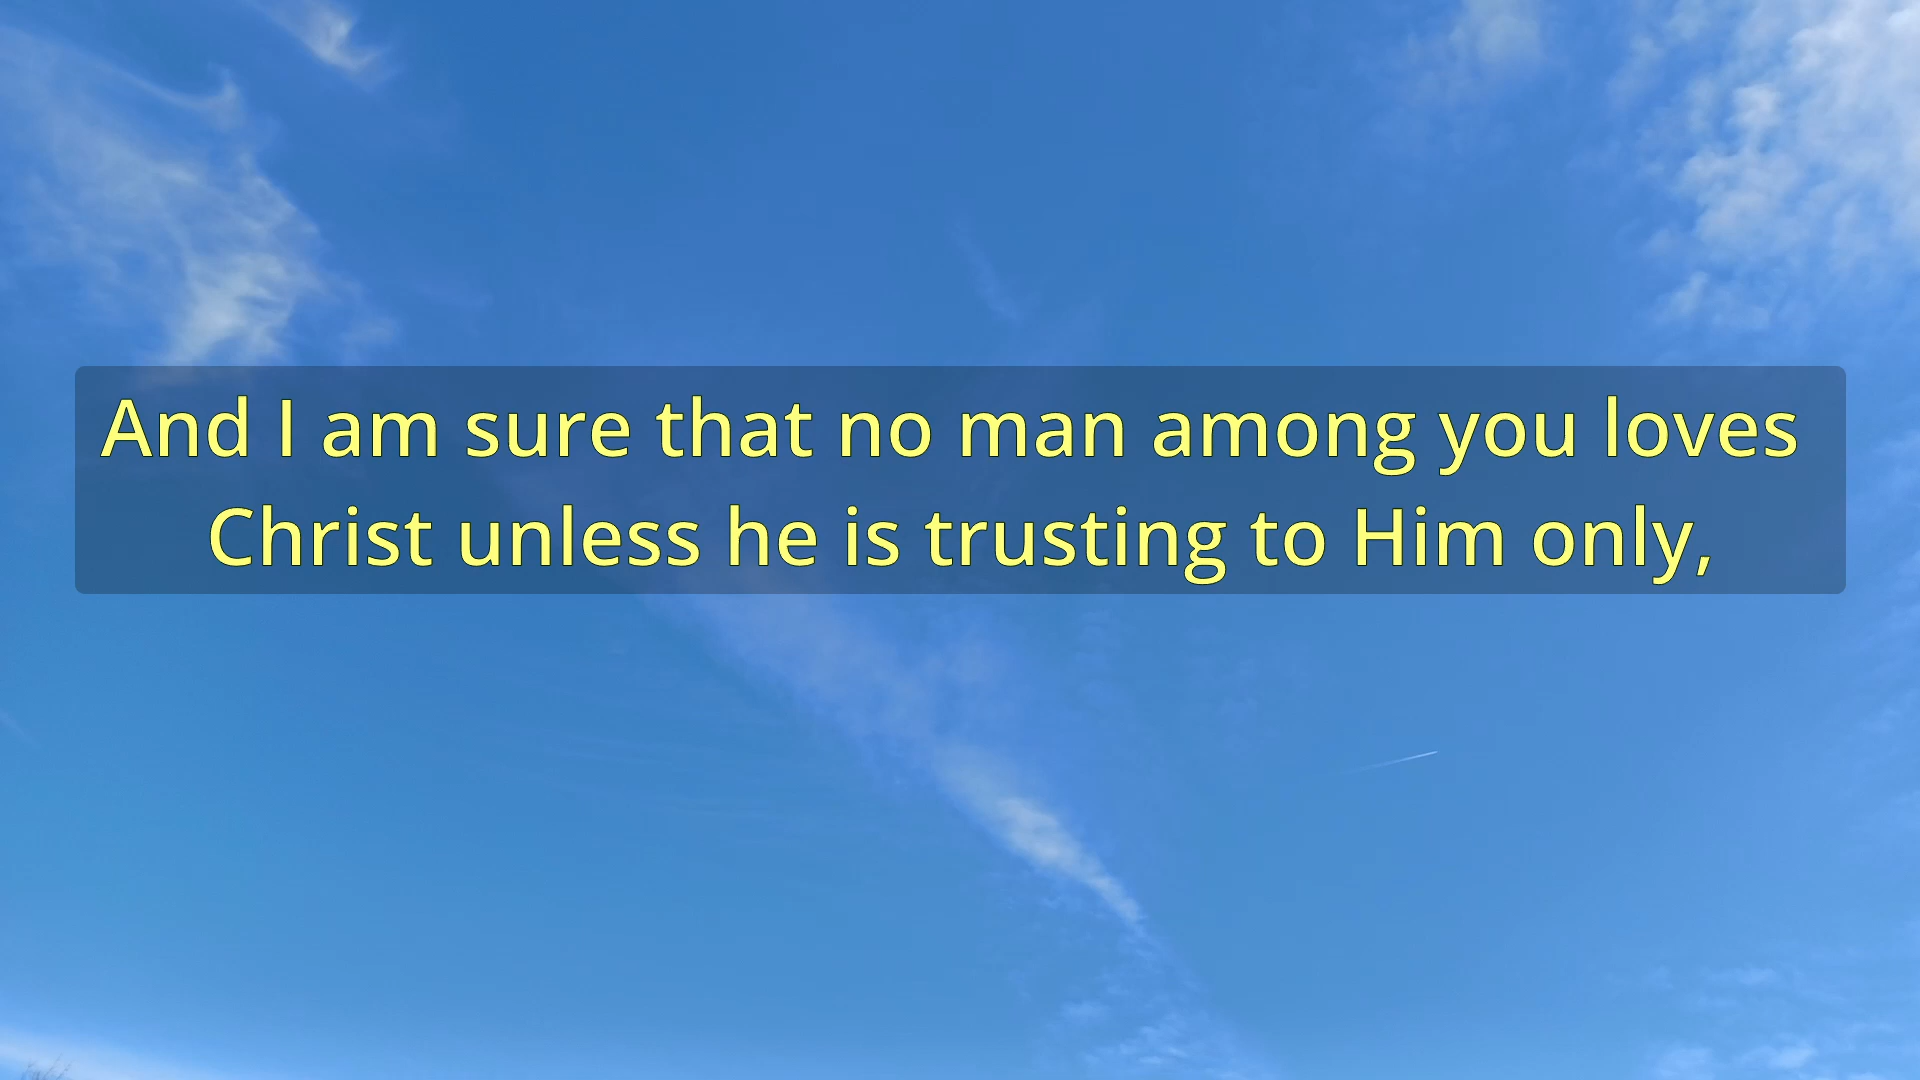 And I am sure that no man among you loves
Christ unless he is trusting to Him only,